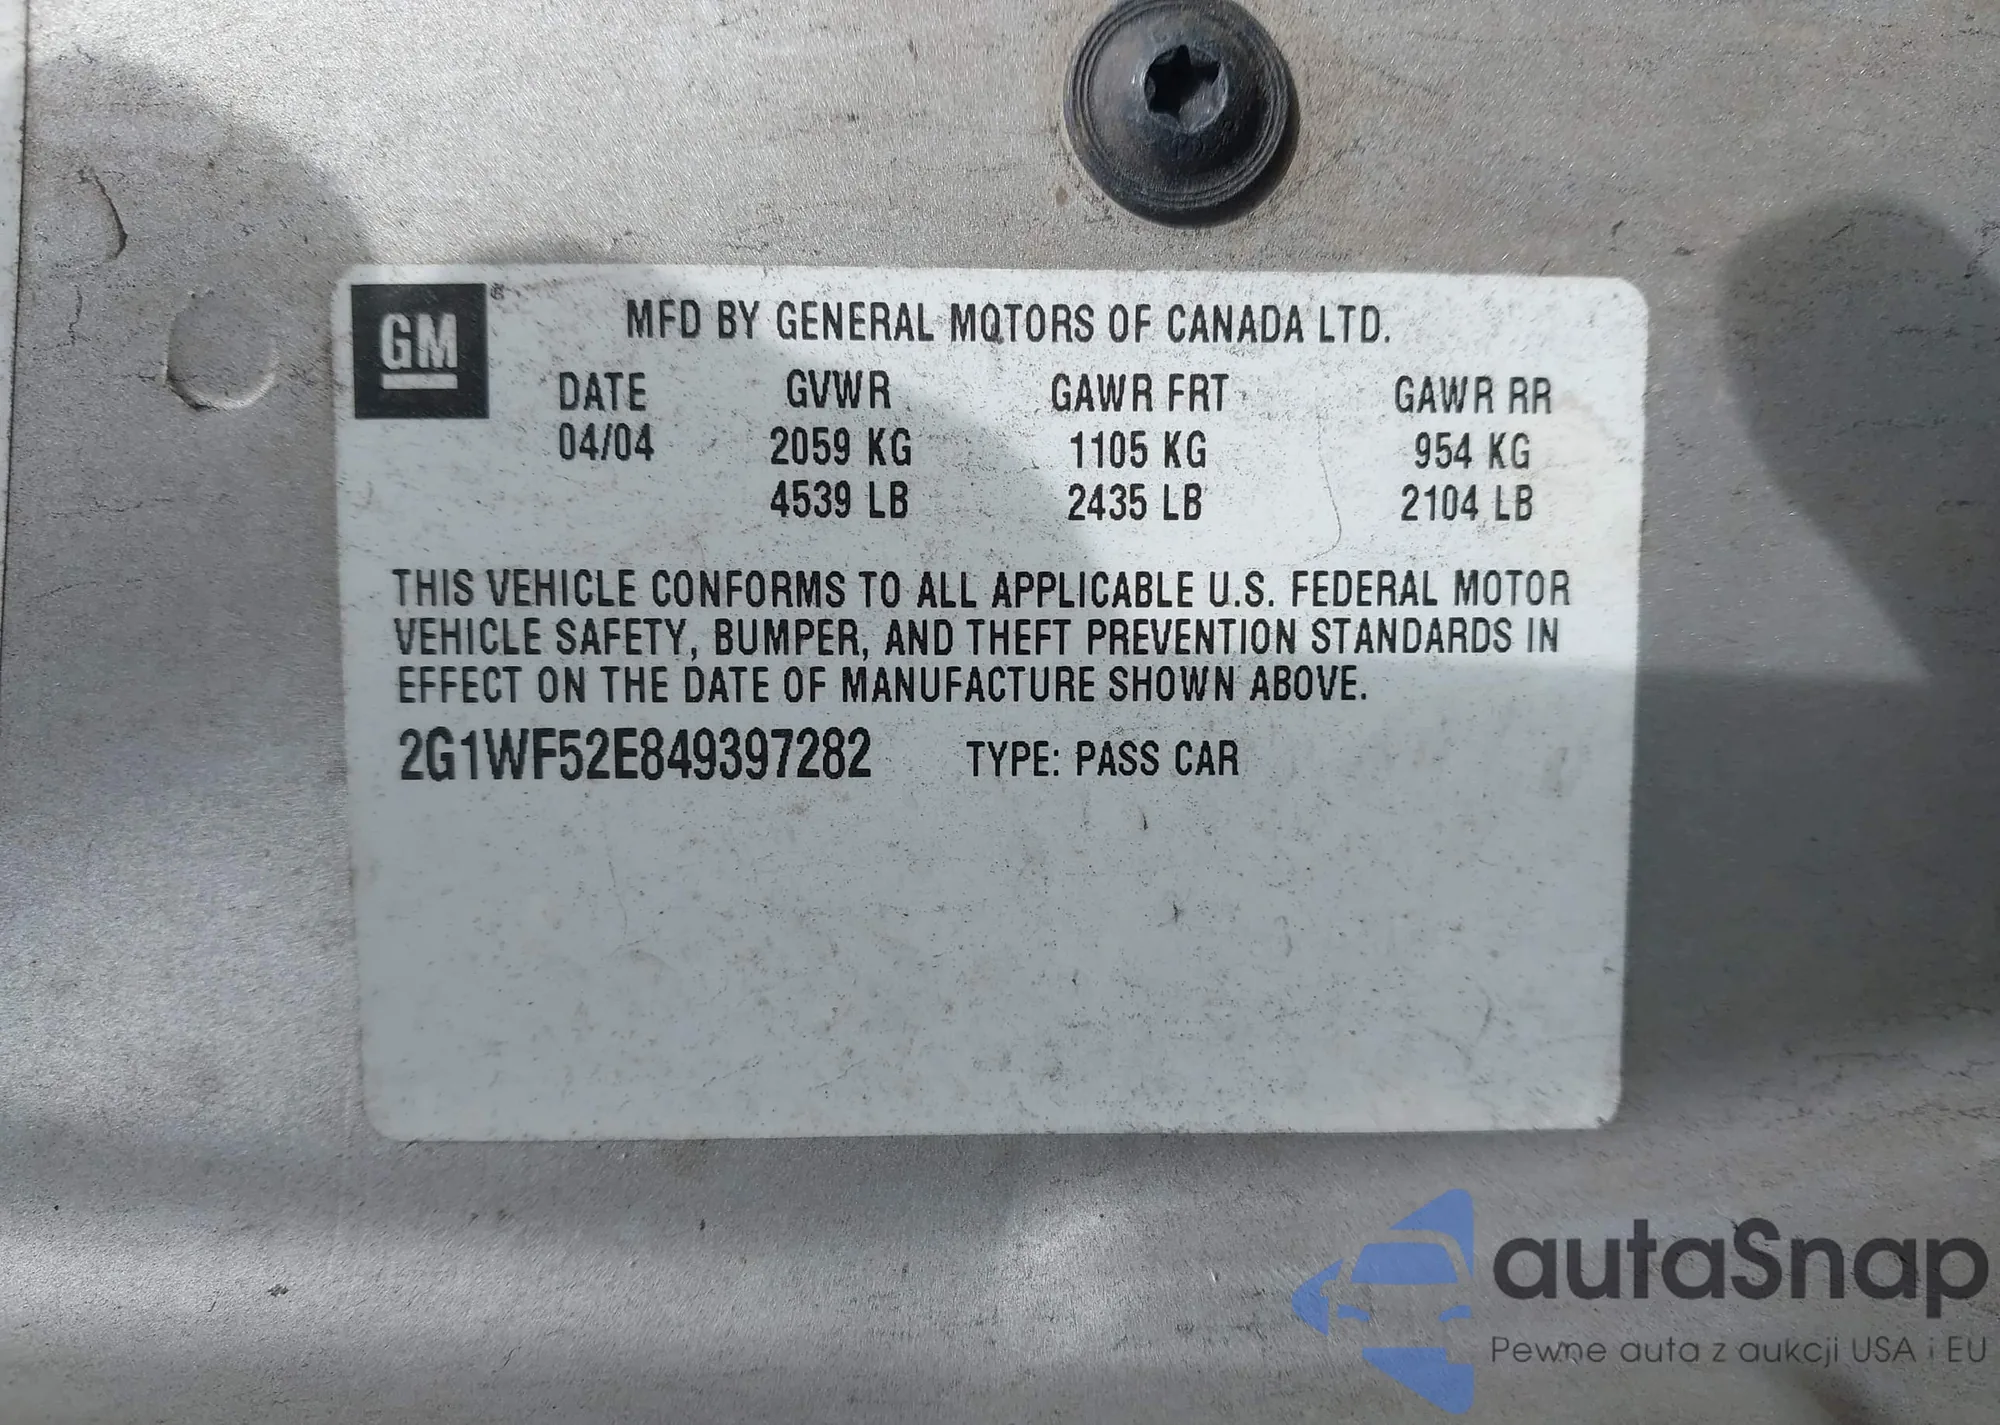 GM®
MFD BY GENERAL MOTORS OF CANADA LTD.
DATE GVWR GAWR FRT GAWR RR
04/04 2059 KG 1105 KG 954 KG
4539 LB 2435 LB 2104 LB
THIS VEHICLE CONFORMS TO ALL APPLICABLE U.S. FEDERAL MOTOR
VEHICLE SAFETY, BUMPER, AND THEFT PREVENTION STANDARDS IN
EFFECT ON THE DATE OF MANUFACTURE SHOWN ABOVE.
2G1WF52E849397282 TYPE: PASS CAR
autaSnap
Pewne auta z aukcji USA i EU